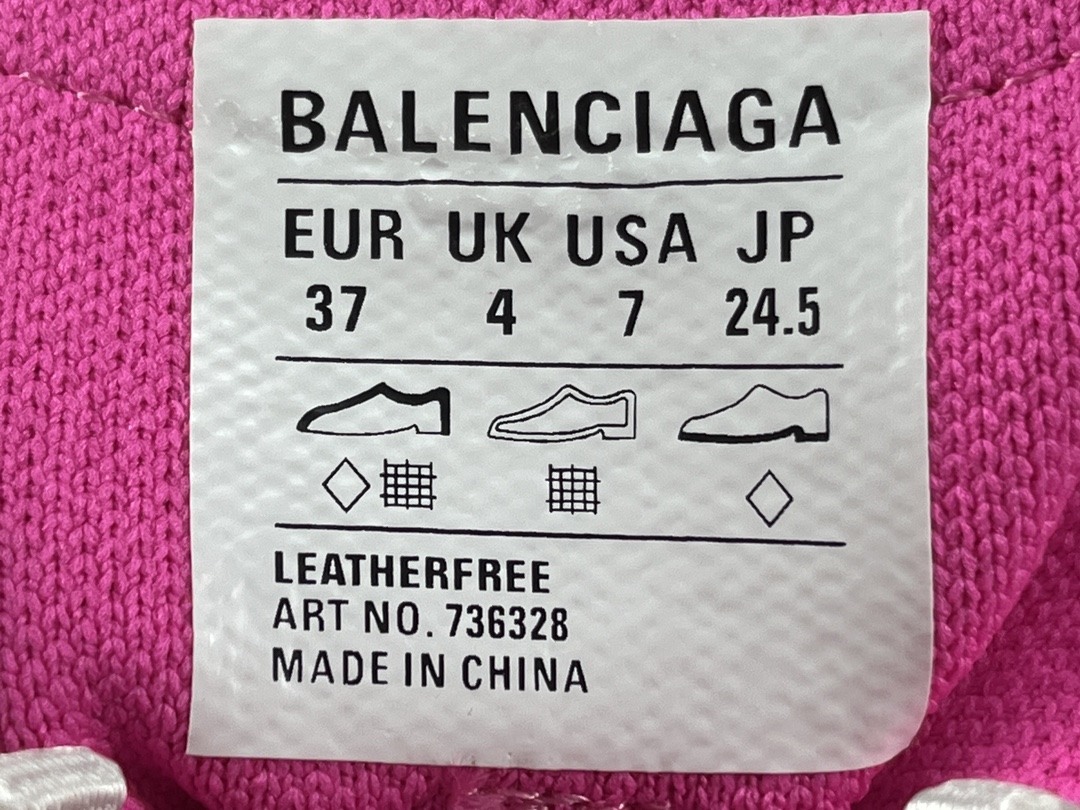 BALENCIAGA
EUR UK USA JP
37 4 7 24.5
LEATHERFREE
ART NO. 736328
MADE IN CHINA